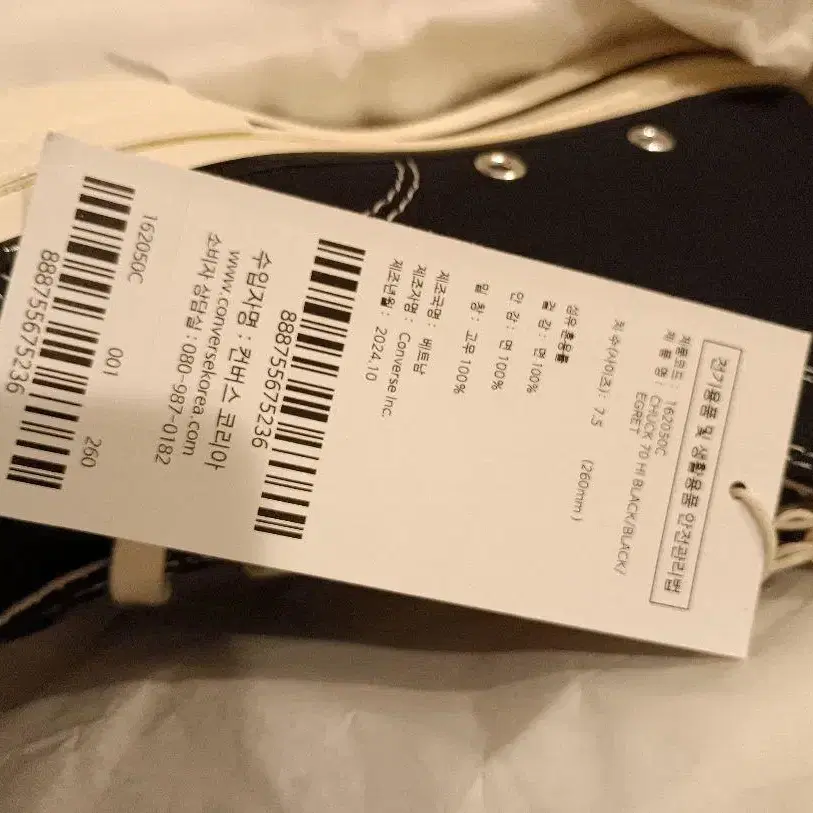 전기용품 및 생활용품 안전관리법
제품코드 : 162050C
제 품 명 : CHUCK 70 HI BLACK/BLACK/
EGRET
치 수(사이즈) : 7.5 (260mm)
섬유혼용률
겉 감 : 면 100%
안 감 : 면 100%
밑 창 : 고무 100%
제조국명 : 베트남
제조자명 : Converse Inc.
제조년월 : 2024.10
888755675236
수입자명 : 컨버스 코리아
www.conversekorea.com
소비자 상담실 : 080-987-0182
162050C 001 260
888755675236